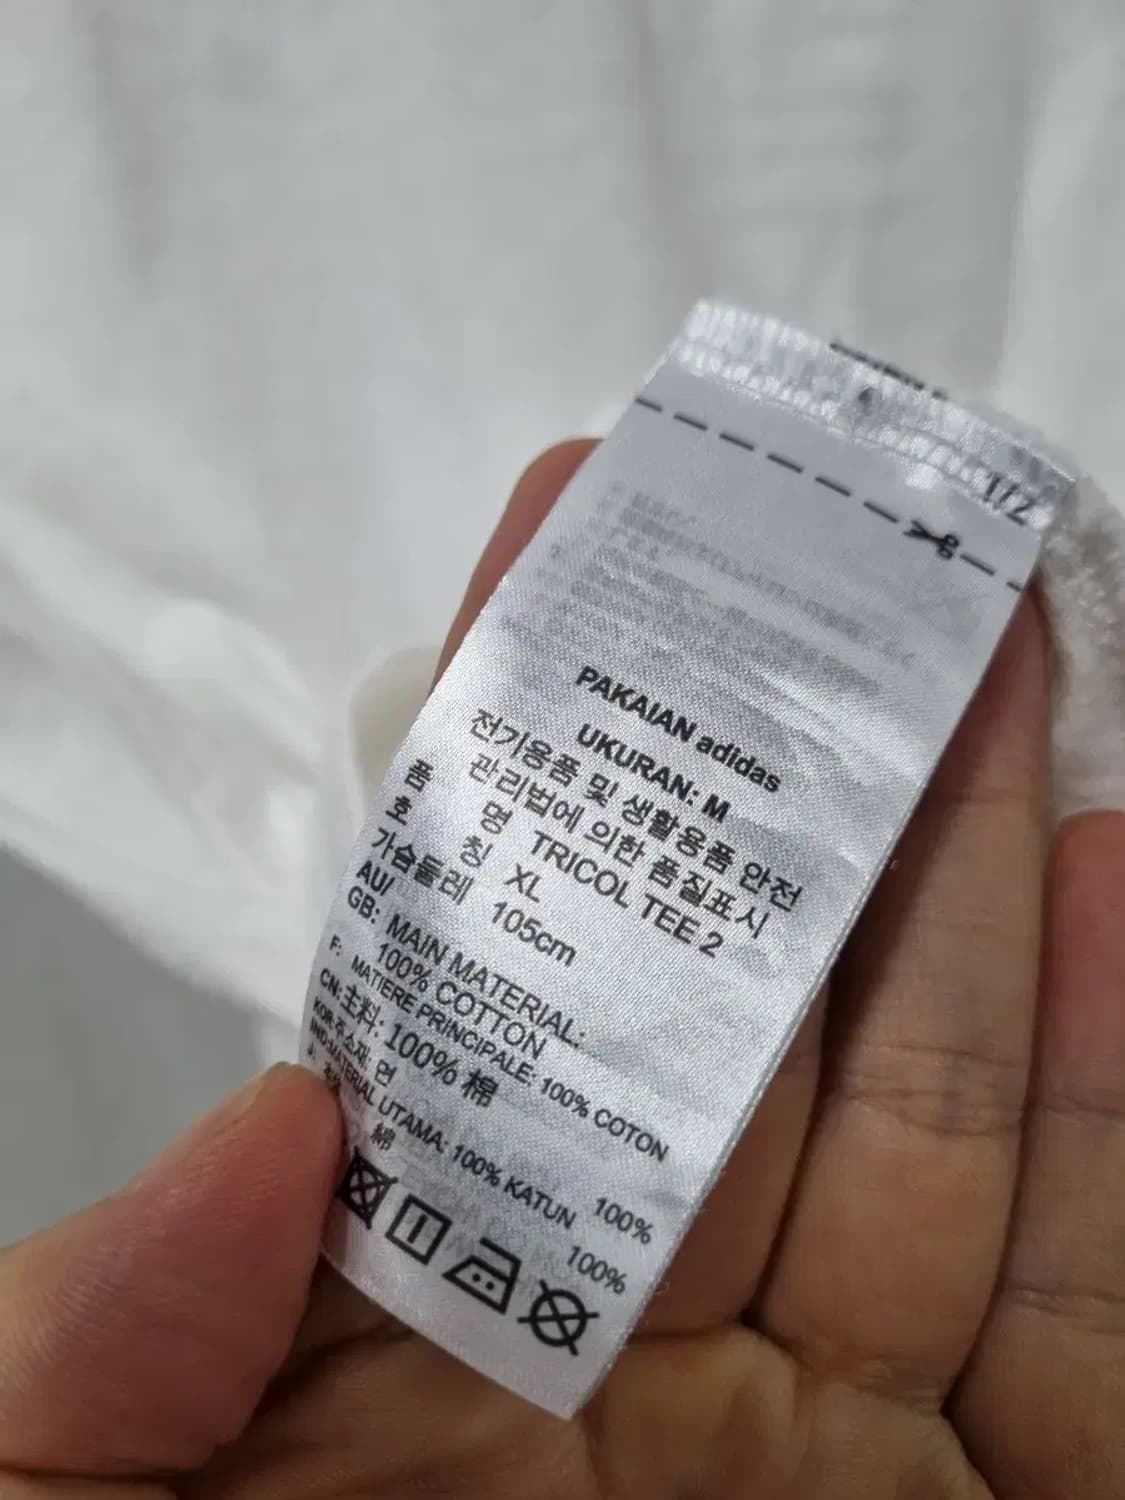 1/2
PAKAIAN adidas
UKURAN: M
전기용품 및 생활용품 안전
관리법에 의한 품질표시
품 명 TRICOL TEE 2
호 칭 XL
가슴둘레 105cm
AU/
GB: MAIN MATERIAL:
100% COTTON
F: MATIERE PRINCIPALE: 100% COTON
CN:主料: 100% 棉
KOR:주소재: 면 100%
IND:MATERIAL UTAMA: 100% KATUN
綿 100%